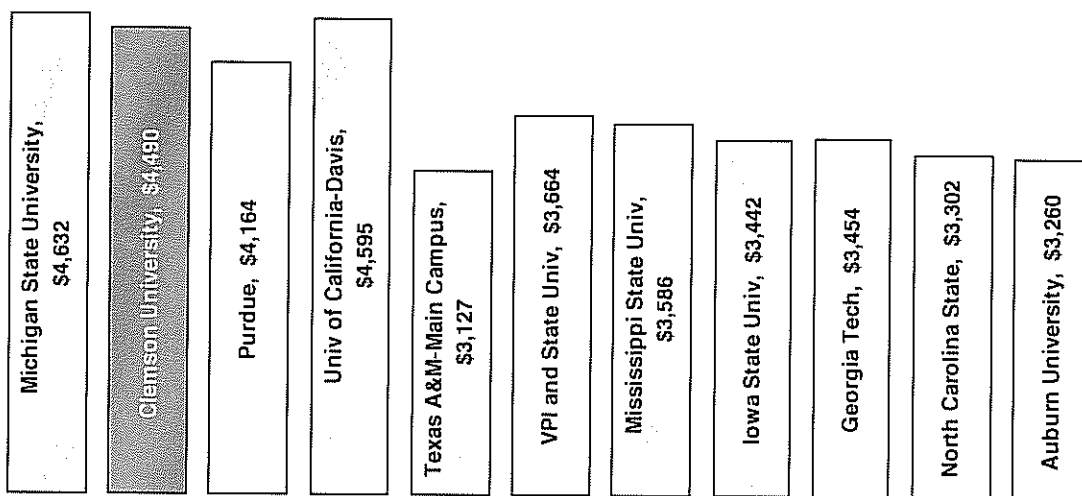 Michigan State University,
$4,632
Clemson University, $4,490
Purdue, $4,164
Univ of California-Davis,
$4,595
Texas A&M-Main Campus,
$3,127
VPI and State Univ, $3,664
Mississippi State Univ,
$3,586
Iowa State Univ, $3,442
Georgia Tech, $3,454
North Carolina State, $3,302
Auburn University, $3,260